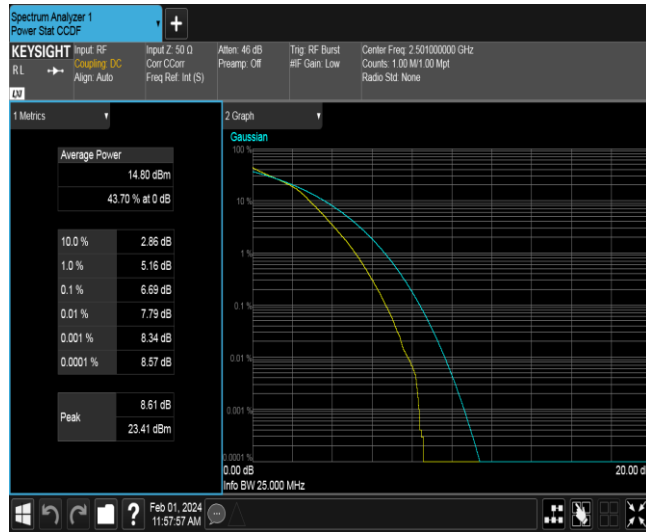 Spectrum Analyzer 1
Power Stat CCDF
+
KEYSIGHT
RL
LXI
Input: RF
Coupling: DC
Align: Auto
Input Z: 50 Ω
Corr CCorr
Freq Ref: Int (S)
Atten: 46 dB
Preamp: Off
Trig: RF Burst
#IF Gain: Low
Center Freq: 2.501000000 GHz
Counts: 1.00 M/1.00 Mpt
Radio Std: None
1 Metrics
Average Power
14.80 dBm
43.70 % at 0 dB
10.0 % 2.86 dB
1.0 % 5.16 dB
0.1 % 6.69 dB
0.01 % 7.79 dB
0.001 % 8.34 dB
0.0001 % 8.57 dB
Peak
8.61 dB
23.41 dBm
2 Graph
Gaussian
100 %
10 %
1 %
0.1 %
0.01 %
0.001 %
0.0001 %
0.00 dB
20.00 d
Info BW 25.000 MHz
?
Feb 01, 2024
11:57:57 AM